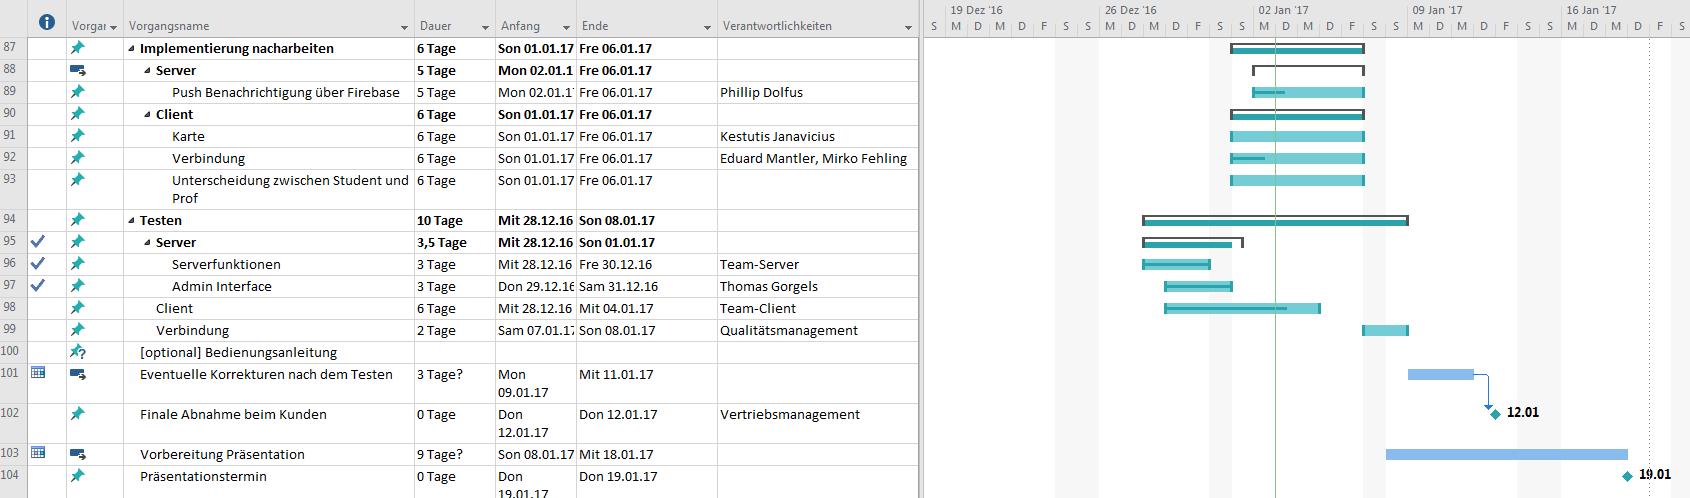 19 Dez '16 26 Dez '16 02 Jan '17 09 Jan '17 16 Jan '17
Vorgar Vorgangsname Dauer Anfang Ende Verantwortlichkeiten S M D M D F S S M D M D F S S M D M D F S S M D M D F S S M D M D F S
87 Implementierung nacharbeiten 6 Tage Son 01.01.17 Fre 06.01.17
88 Server 5 Tage Mon 02.01.1 Fre 06.01.17
89 Push Benachrichtigung über Firebase 5 Tage Mon 02.01.1 Fre 06.01.17 Phillip Dolfus
90 Client 6 Tage Son 01.01.17 Fre 06.01.17
91 Karte 6 Tage Son 01.01.17 Fre 06.01.17 Kestutis Janavicius
92 Verbindung 6 Tage Son 01.01.17 Fre 06.01.17 Eduard Mantler, Mirko Fehling
93 Unterscheidung zwischen Student und 6 Tage Son 01.01.17 Fre 06.01.17
Prof
94 Testen 10 Tage Mit 28.12.16 Son 08.01.17
95 Server 3,5 Tage Mit 28.12.16 Son 01.01.17
96 Serverfunktionen 3 Tage Mit 28.12.16 Fre 30.12.16 Team-Server
97 Admin Interface 3 Tage Don 29.12.16 Sam 31.12.16 Thomas Gorgels
98 Client 6 Tage Mit 28.12.16 Mit 04.01.17 Team-Client
99 Verbindung 2 Tage Sam 07.01.17 Son 08.01.17 Qualitätsmanagement
100 ? [optional] Bedienungsanleitung
101 Eventuelle Korrekturen nach dem Testen 3 Tage? Mon Mit 11.01.17
09.01.17
102 Finale Abnahme beim Kunden 0 Tage Don Don 12.01.17 Vertriebsmanagement 12.01
12.01.17
103 Vorbereitung Präsentation 9 Tage? Son 08.01.17 Mit 18.01.17
104 Präsentationstermin 0 Tage Don Don 19.01.17 19.01
19.01.17